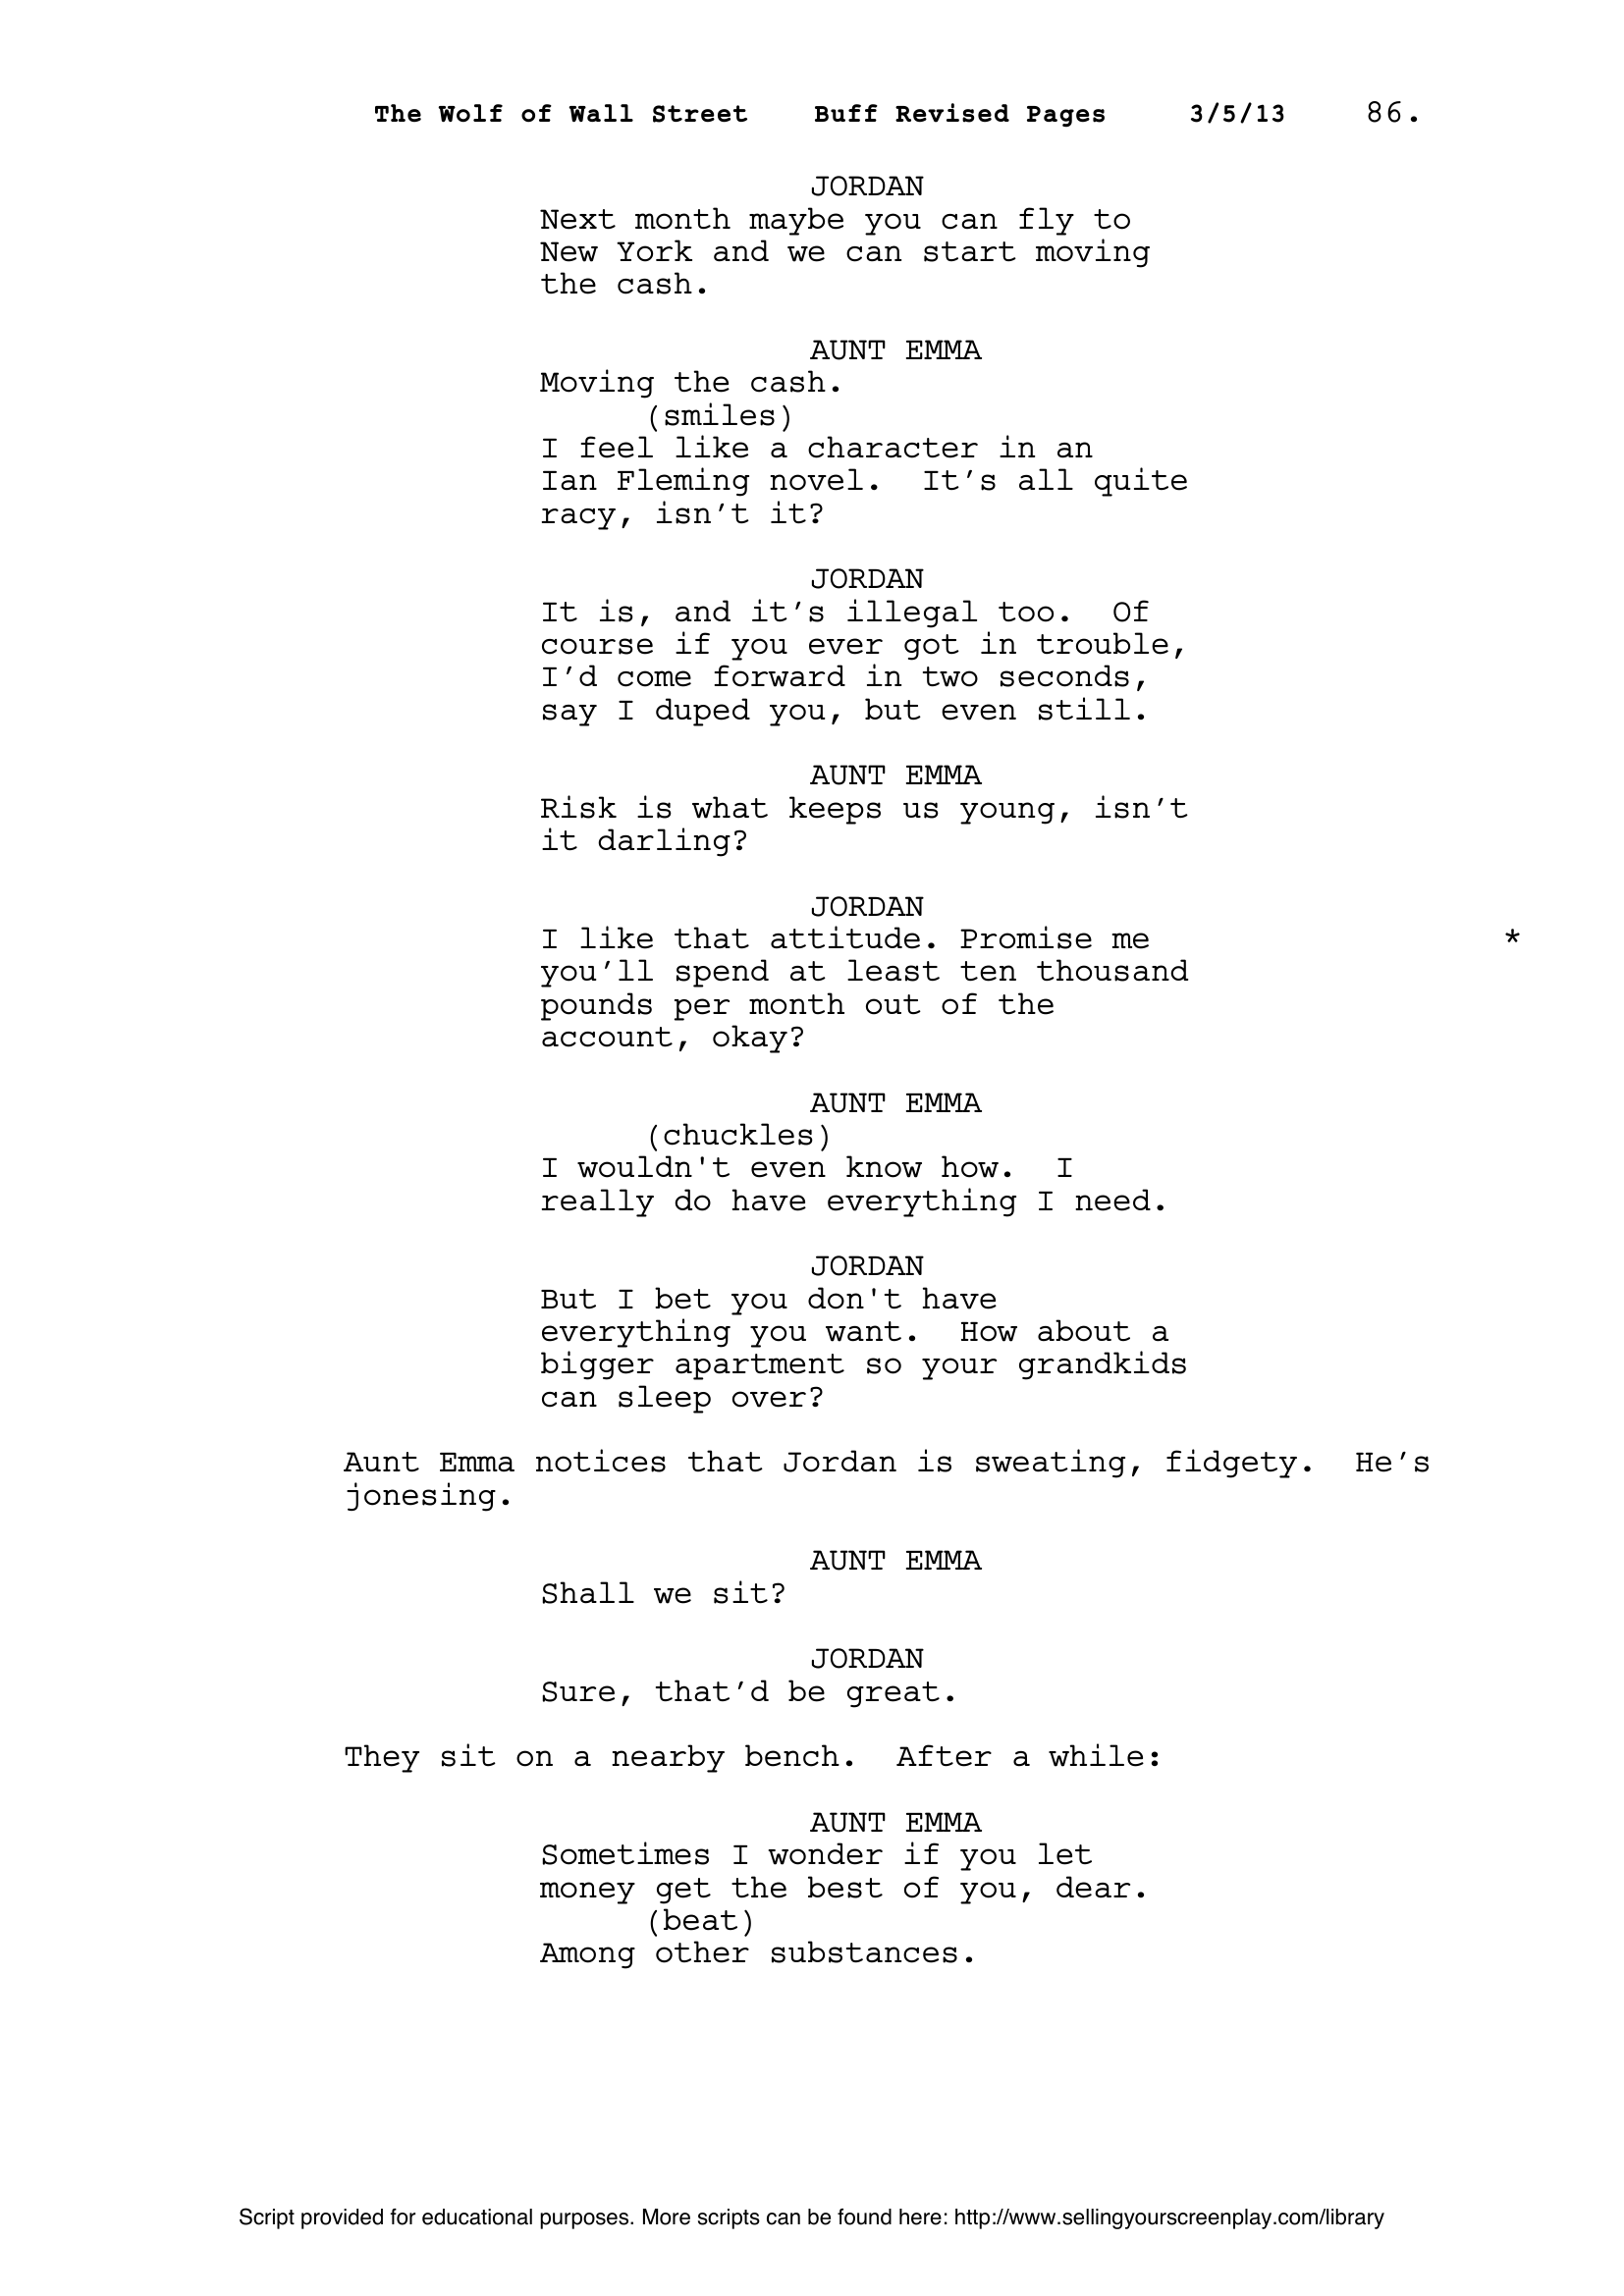 The Wolf of Wall Street    Buff Revised Pages    3/5/13    86.
JORDAN
Next month maybe you can fly to
New York and we can start moving
the cash.
AUNT EMMA
Moving the cash.
(smiles)
I feel like a character in an
Ian Fleming novel.  It’s all quite
racy, isn’t it?
JORDAN
It is, and it’s illegal too.  Of
course if you ever got in trouble,
I’d come forward in two seconds,
say I duped you, but even still.
AUNT EMMA
Risk is what keeps us young, isn’t
it darling?
JORDAN
I like that attitude. Promise me    *
you’ll spend at least ten thousand
pounds per month out of the
account, okay?
AUNT EMMA
(chuckles)
I wouldn't even know how.  I
really do have everything I need.
JORDAN
But I bet you don't have
everything you want.  How about a
bigger apartment so your grandkids
can sleep over?
Aunt Emma notices that Jordan is sweating, fidgety.  He’s
jonesing.
AUNT EMMA
Shall we sit?
JORDAN
Sure, that’d be great.
They sit on a nearby bench.  After a while:
AUNT EMMA
Sometimes I wonder if you let
money get the best of you, dear.
(beat)
Among other substances.
Script provided for educational purposes. More scripts can be found here: http://www.sellingyourscreenplay.com/library